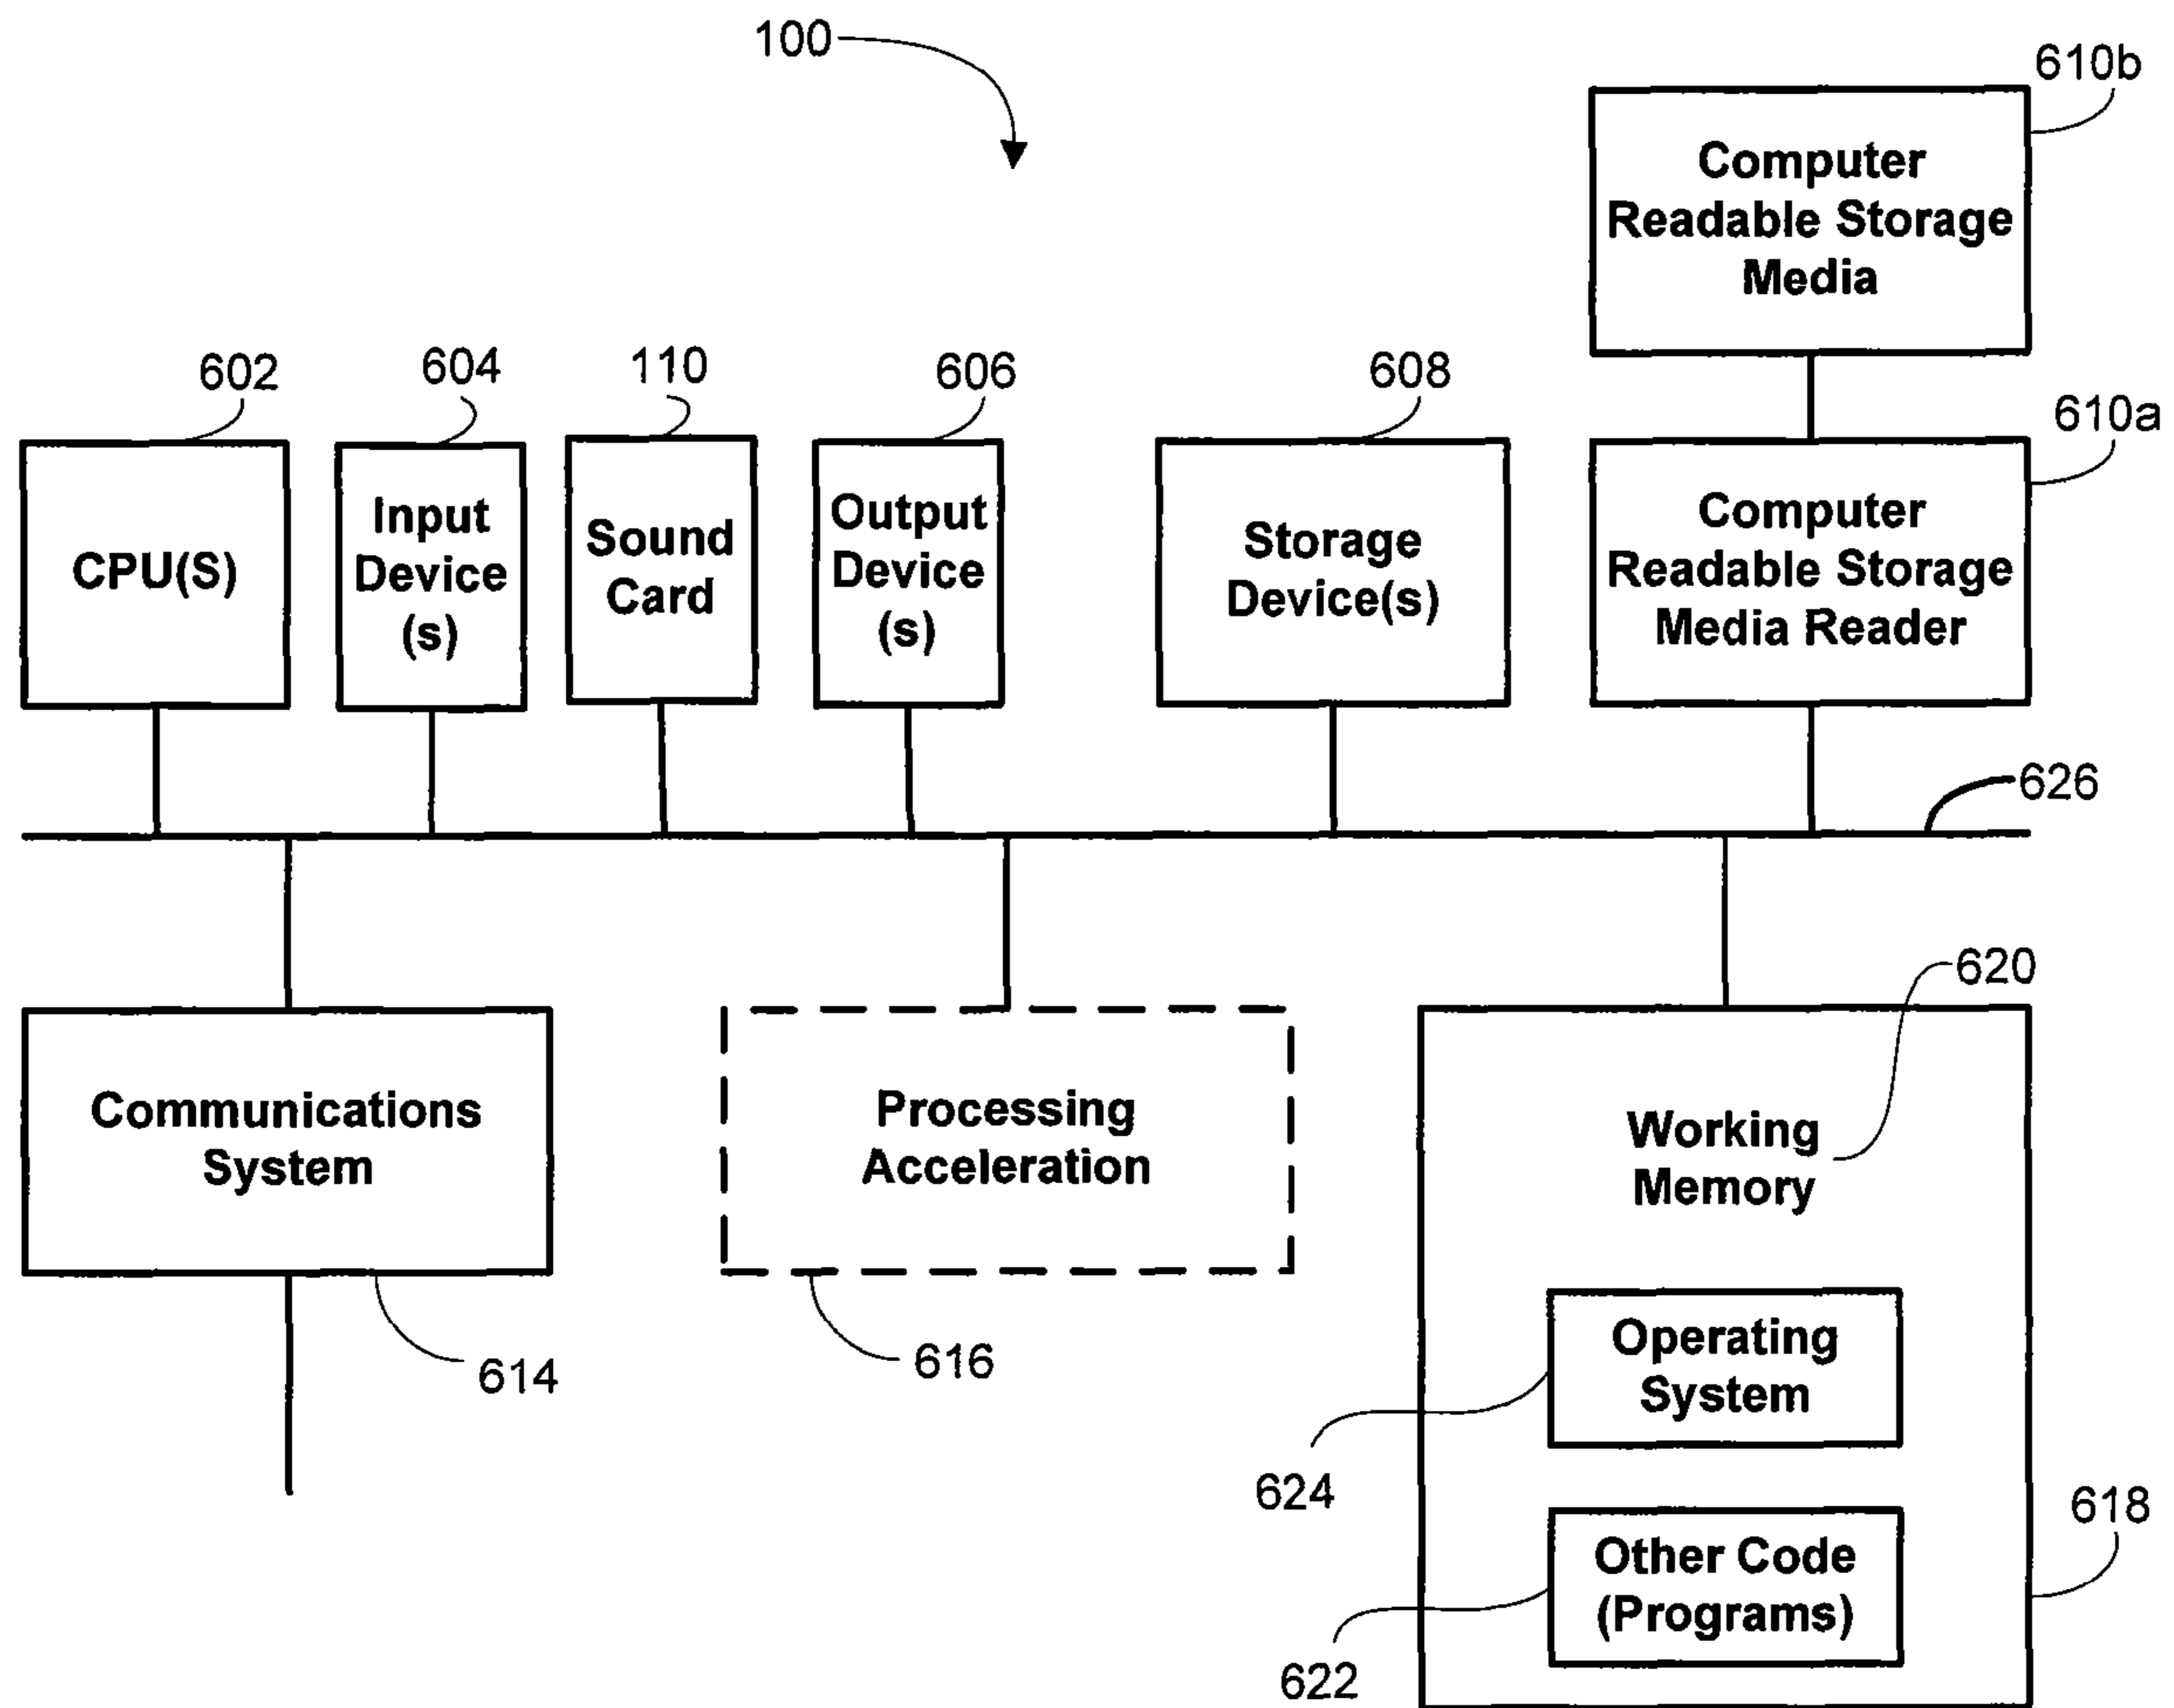 100
610b
Computer
Readable Storage
Media
602
604
110
606
608
610a
CPU(S)
Input
Device
(s)
Sound
Card
Output
Device
(s)
Storage
Device(s)
Computer
Readable Storage
Media Reader
626
620
Communications
System
Processing
Acceleration
Working
Memory
614
616
Operating
System
624
618
Other Code
(Programs)
622